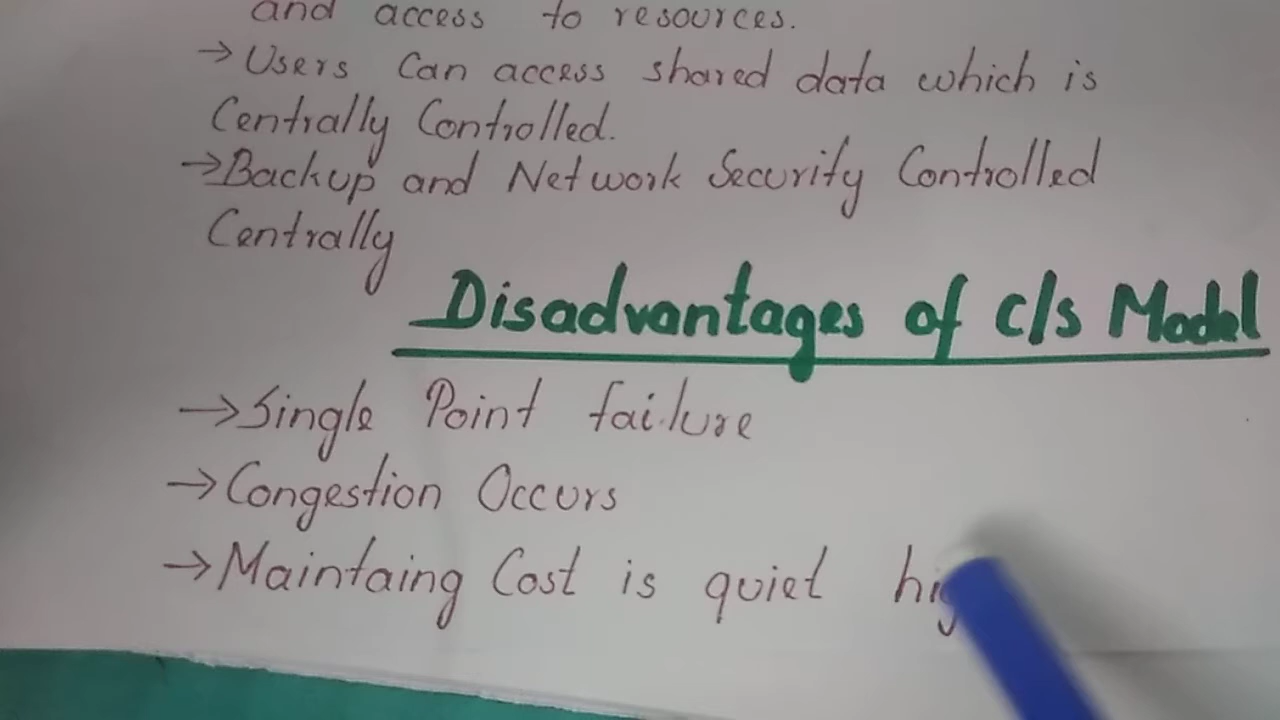 and access to resources.
→ Users Can access shared data which is
Centrally Controlled.
→ Backup and Network Security Controlled
Centrally
Disadvantages of C/S Model
→ Single Point failure
→ Congestion Occurs
→ Maintaing Cost is quiet